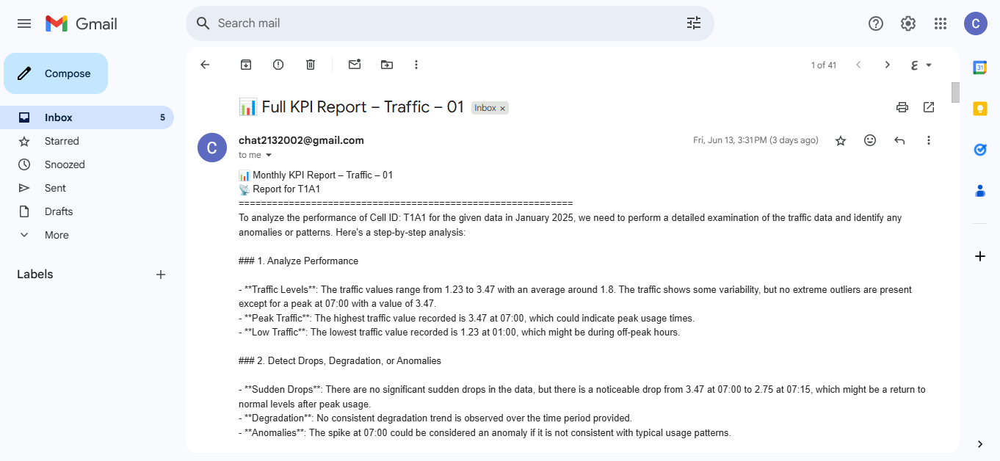 Gmail
Search mail
C
Compose
1 of 41
31
Inbox 5
📊 Full KPI Report – Traffic – 01 Inbox ×
Starred
Snoozed
Sent
Drafts
More
Labels
C
chat2132002@gmail.com
Fri, Jun 13, 3:31 PM (3 days ago)
to me
📊 Monthly KPI Report – Traffic – 01
📡 Report for T1A1
============================================================
To analyze the performance of Cell ID: T1A1 for the given data in January 2025, we need to perform a detailed examination of the traffic data and identify any
anomalies or patterns. Here's a step-by-step analysis:
### 1. Analyze Performance
- **Traffic Levels**: The traffic values range from 1.23 to 3.47 with an average around 1.8. The traffic shows some variability, but no extreme outliers are present
except for a peak at 07:00 with a value of 3.47.
- **Peak Traffic**: The highest traffic value recorded is 3.47 at 07:00, which could indicate peak usage times.
- **Low Traffic**: The lowest traffic value recorded is 1.23 at 01:00, which might be during off-peak hours.
### 2. Detect Drops, Degradation, or Anomalies
- **Sudden Drops**: There are no significant sudden drops in the data, but there is a noticeable drop from 3.47 at 07:00 to 2.75 at 07:15, which might be a return to
normal levels after peak usage.
- **Degradation**: No consistent degradation trend is observed over the time period provided.
- **Anomalies**: The spike at 07:00 could be considered an anomaly if it is not consistent with typical usage patterns.